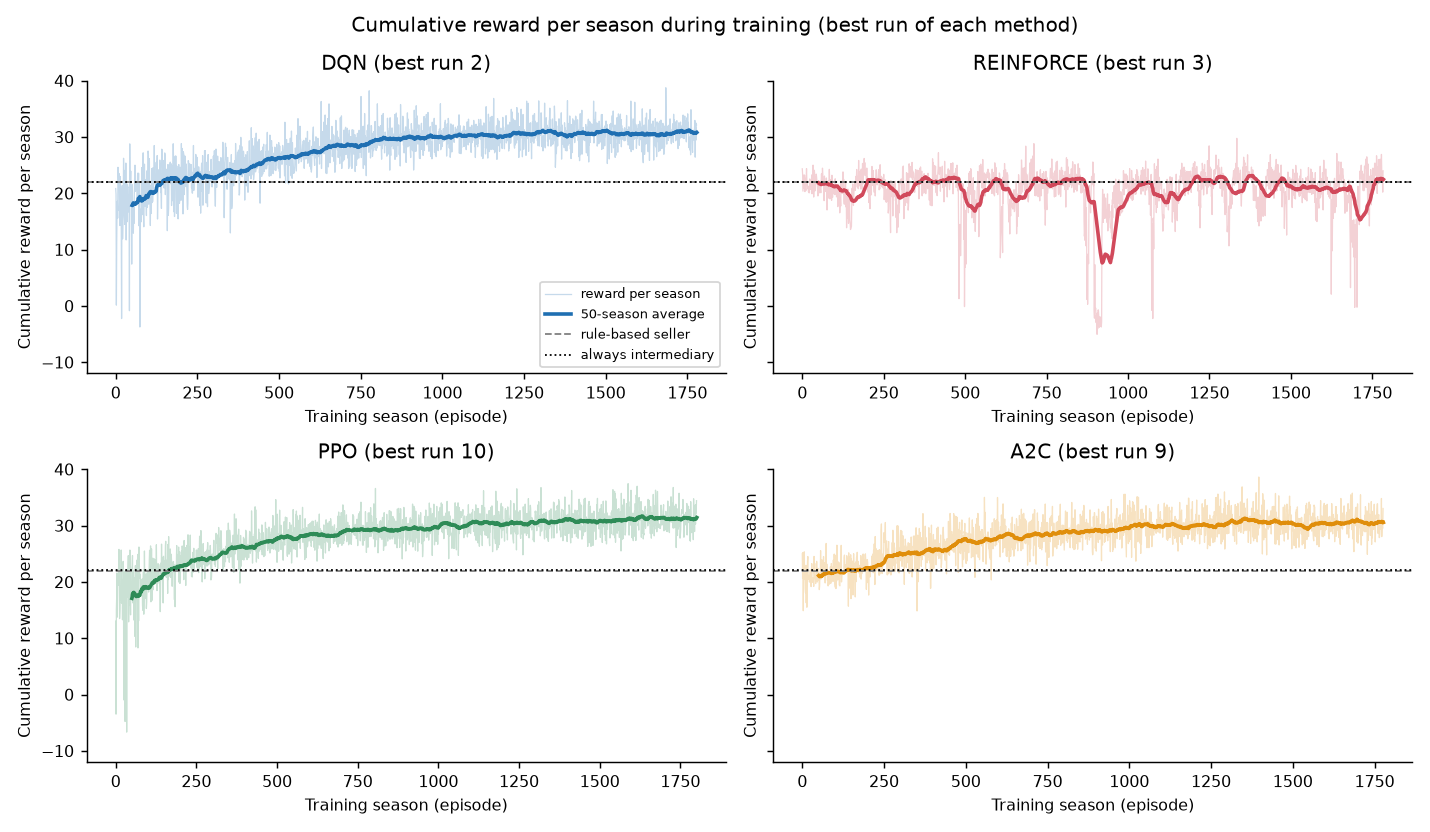 Cumulative reward per season during training (best run of each method)
DQN (best run 2)
Cumulative reward per season
40
30
20
10
0
−10
0 250 500 750 1000 1250 1500 1750
Training season (episode)
reward per season
50-season average
rule-based seller
always intermediary
REINFORCE (best run 3)
Cumulative reward per season
0 250 500 750 1000 1250 1500 1750
Training season (episode)
PPO (best run 10)
Cumulative reward per season
40
30
20
10
0
−10
0 250 500 750 1000 1250 1500 1750
Training season (episode)
A2C (best run 9)
Cumulative reward per season
0 250 500 750 1000 1250 1500 1750
Training season (episode)